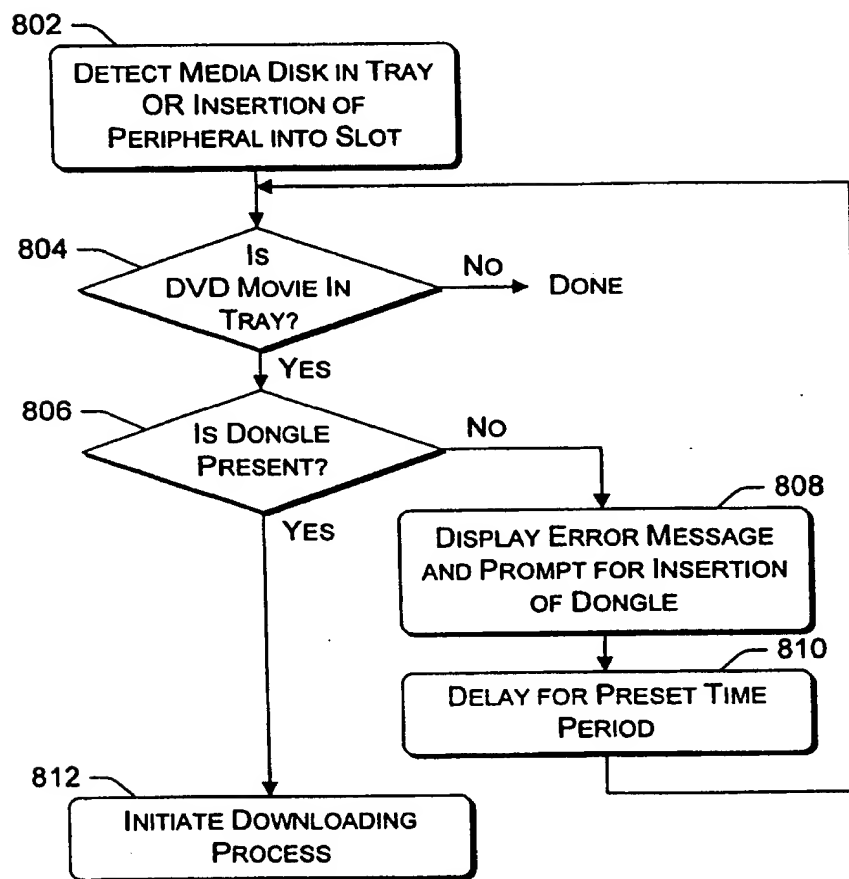 802
DETECT MEDIA DISK IN TRAY
OR INSERTION OF
PERIPHERAL INTO SLOT
804
IS
DVD MOVIE IN
TRAY?
NO
DONE
YES
806
IS DONGLE
PRESENT?
NO
YES
808
DISPLAY ERROR MESSAGE
AND PROMPT FOR INSERTION
OF DONGLE
810
DELAY FOR PRESET TIME
PERIOD
812
INITIATE DOWNLOADING
PROCESS